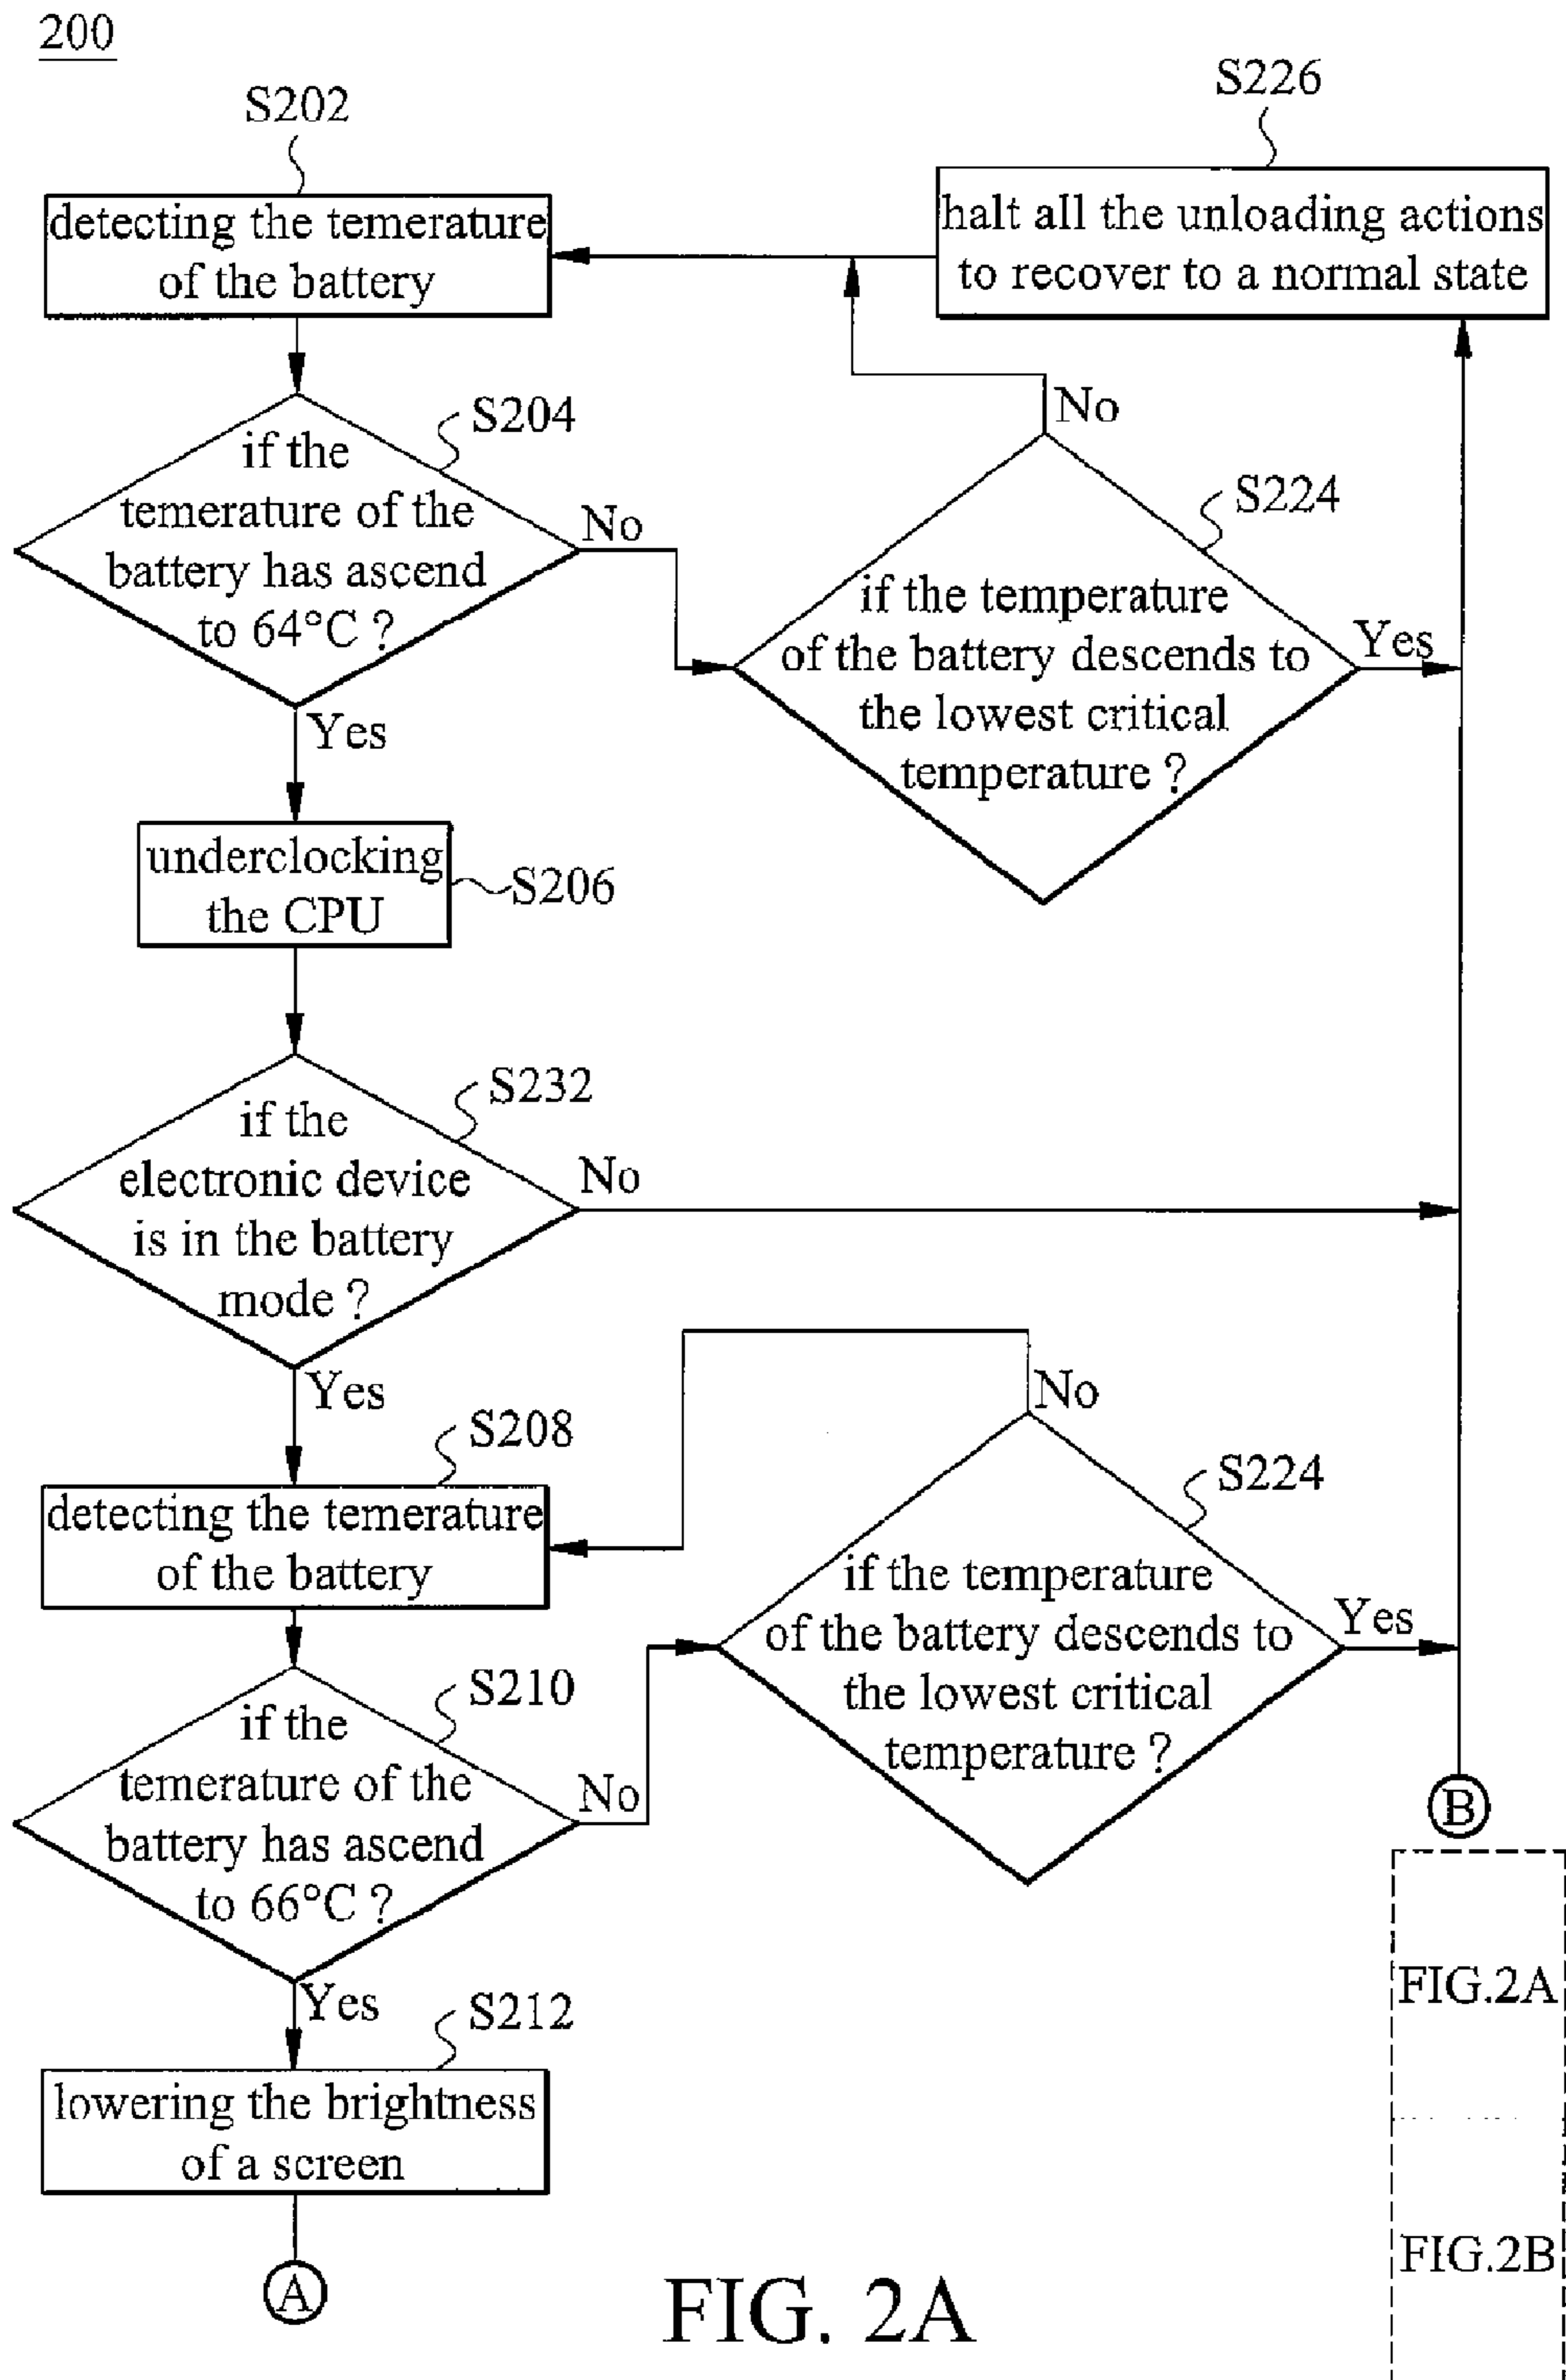 200
S202
detecting the temerature
of the battery
S226
halt all the unloading actions
to recover to a normal state
S204
if the
temerature of the
battery has ascend
to 64°C ?
No
Yes
S224
if the temperature
of the battery descends to
the lowest critical
temperature ?
No
Yes
underclocking
the CPU
S206
S232
if the
electronic device
is in the battery
mode ?
No
Yes
S208
detecting the temerature
of the battery
S224
if the temperature
of the battery descends to
the lowest critical
temperature ?
No
Yes
S210
if the
temerature of the
battery has ascend
to 66°C ?
No
Yes
S212
lowering the brightness
of a screen
A
B
FIG.2A
FIG.2B
FIG. 2A